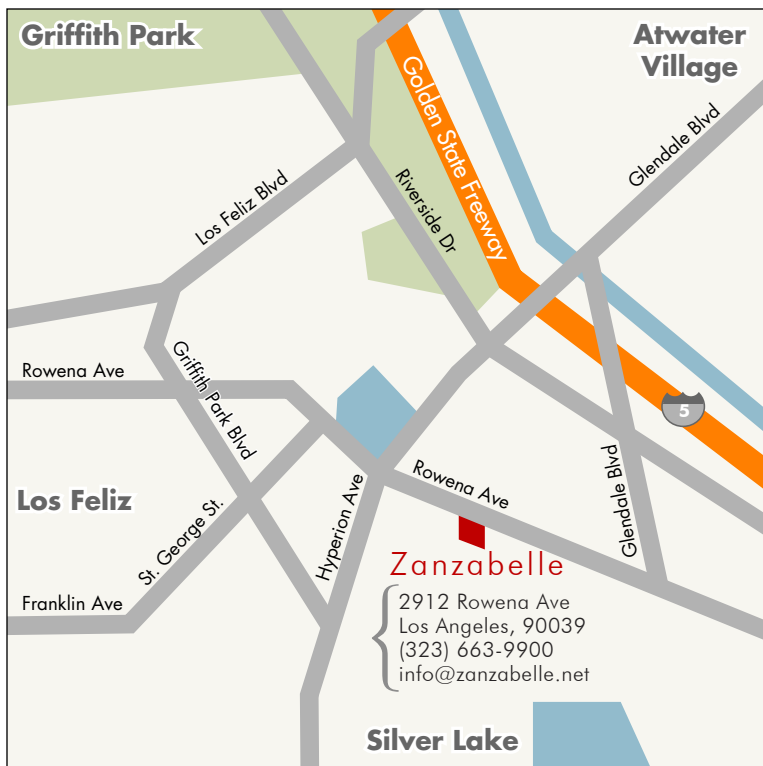 Griffith Park
Atwater
Village
Golden State Freeway
Glendale Blvd
Los Feliz Blvd
Riverside Dr
Rowena Ave
Griffith Park Blvd
5
Rowena Ave
Los Feliz
St. George St.
Hyperion Ave
Glendale Blvd
Zanzabelle
Franklin Ave
2912 Rowena Ave
Los Angeles, 90039
(323) 663-9900
info@zanzabelle.net
Silver Lake